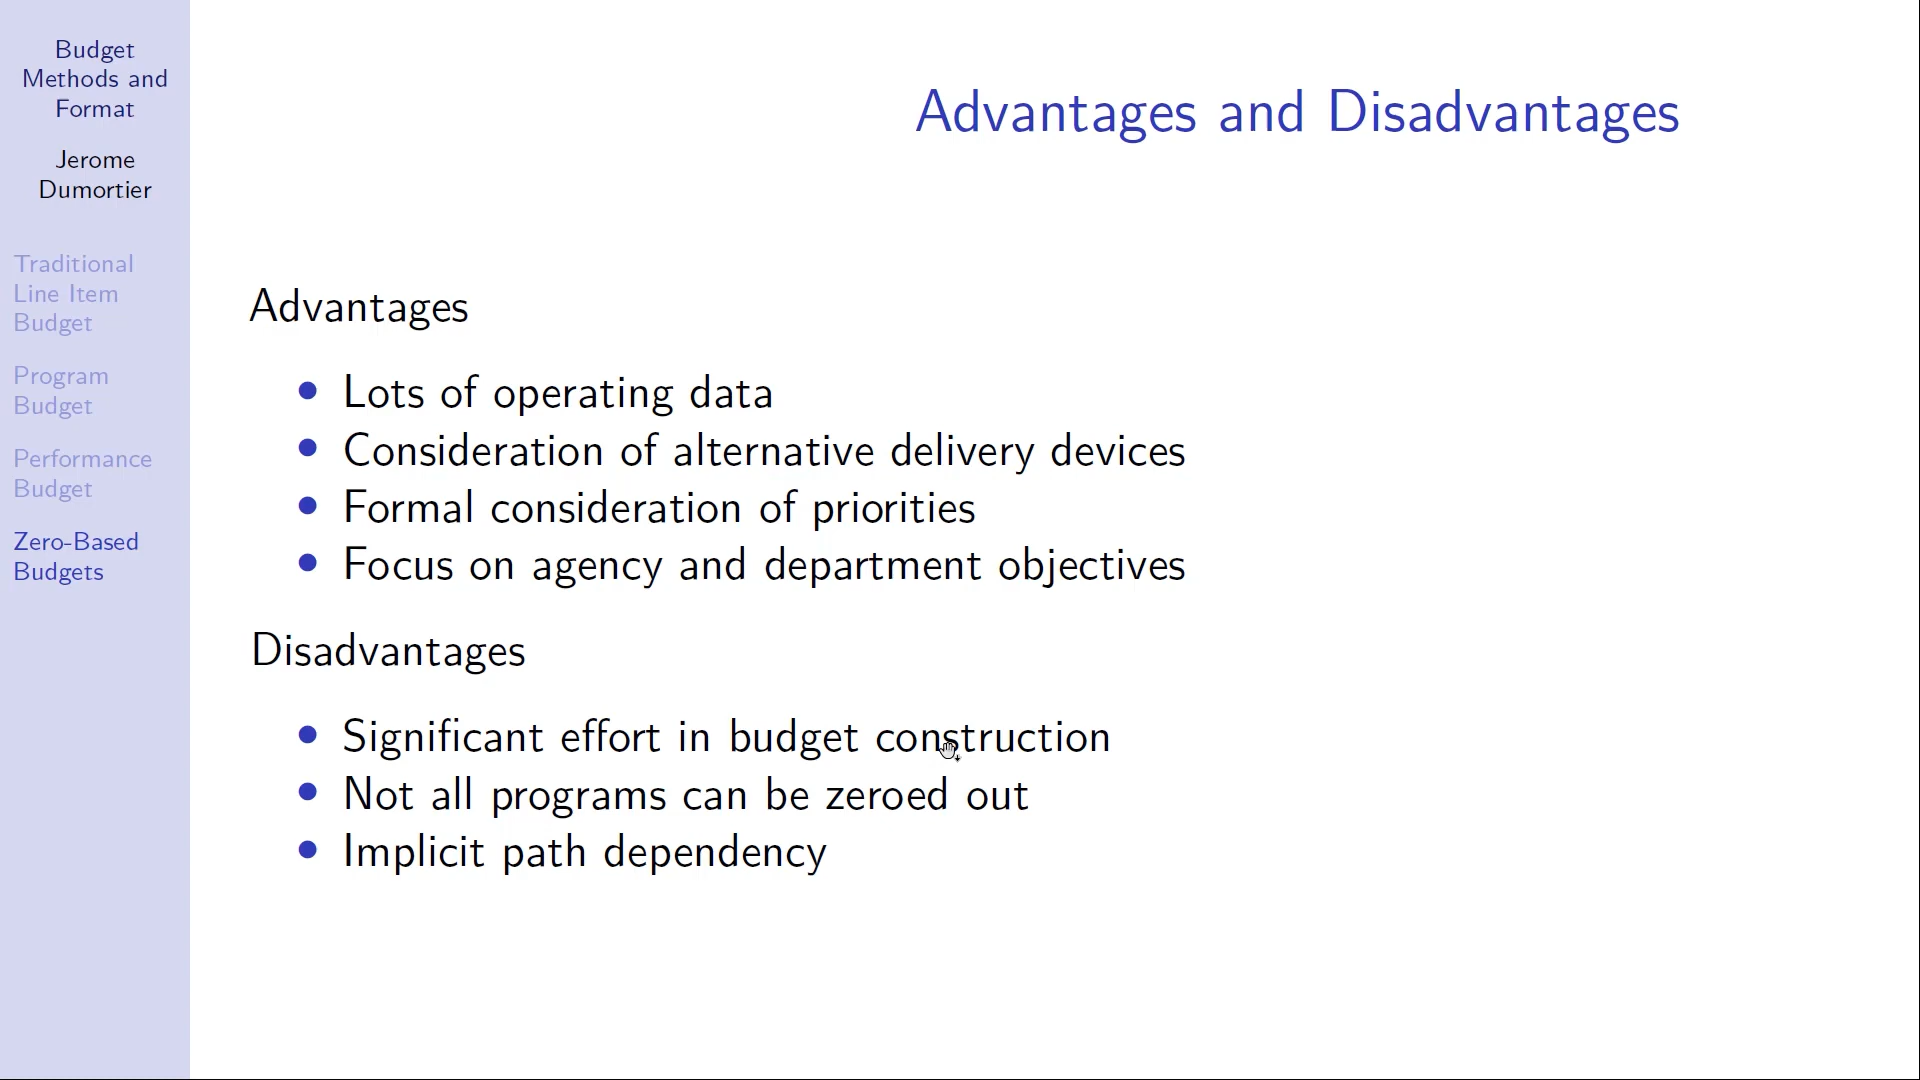 Budget
Methods and
Format
Jerome
Dumortier
Traditional
Line Item
Budget
Program
Budget
Performance
Budget
Zero-Based
Budgets
Advantages and Disadvantages
Advantages
• Lots of operating data
• Consideration of alternative delivery devices
• Formal consideration of priorities
• Focus on agency and department objectives
Disadvantages
• Significant effort in budget construction
• Not all programs can be zeroed out
• Implicit path dependency